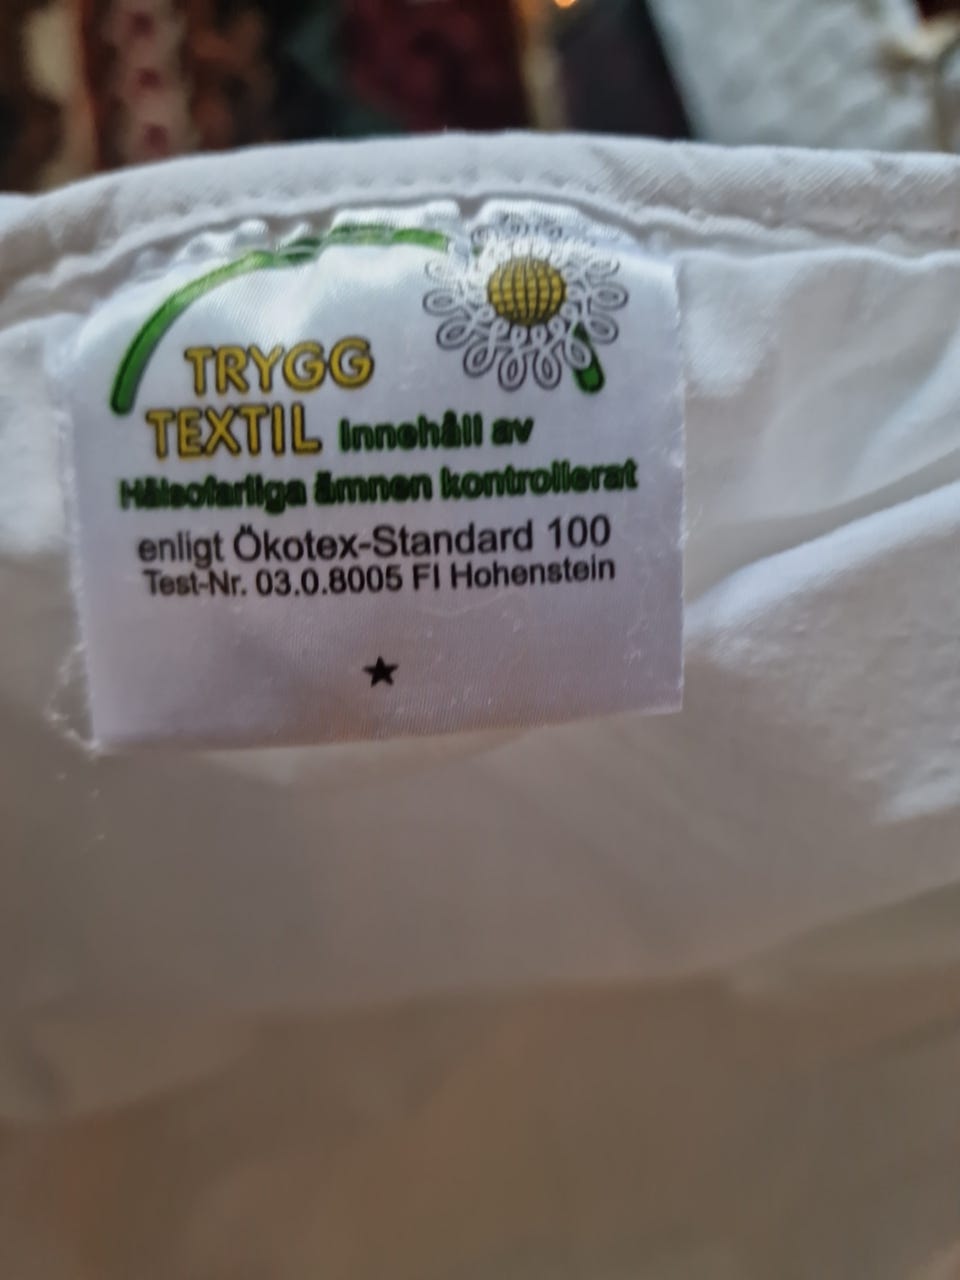 TRYGG
TEXTIL Innehåll av
Hälsofarliga ämnen kontrollerat
enligt Ökotex-Standard 100
Test-Nr. 03.0.8005 FI Hohenstein